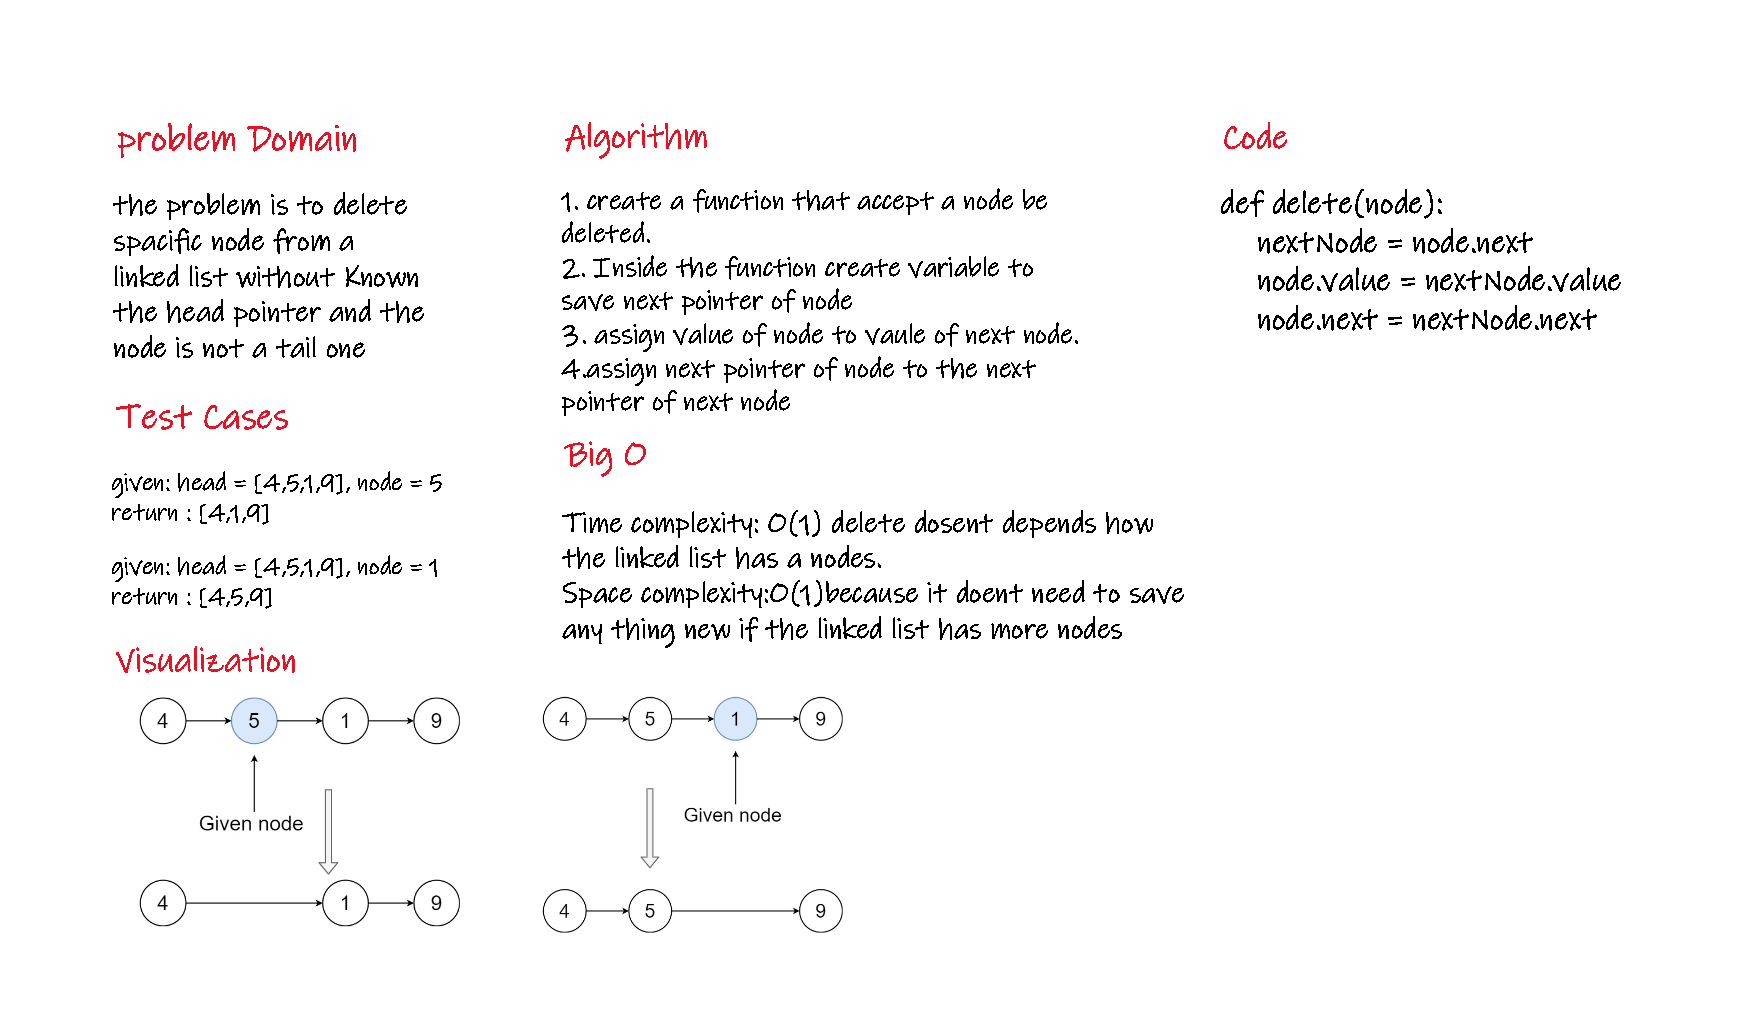 problem Domain
the problem is to delete
spacific node from a
linked list without Known
the head pointer and the
node is not a tail one
Test Cases
given: head = [4,5,1,9], node = 5
return : [4,1,9]
given: head = [4,5,1,9], node = 1
return : [4,5,9]
Visualization
4 5 1 9
Given node
4 1 9
4 5 1 9
Given node
4 5 9
Algorithm
1. create a function that accept a node be
deleted.
2. Inside the function create variable to
save next pointer of node
3. assign value of node to vaule of next node.
4.assign next pointer of node to the next
pointer of next node
Big O
Time complexity: O(1) delete dosent depends how
the linked list has a nodes.
Space complexity:O(1)because it doent need to save
any thing new if the linked list has more nodes
Code
def delete(node):
nextNode = node.next
node.value = nextNode.value
node.next = nextNode.next